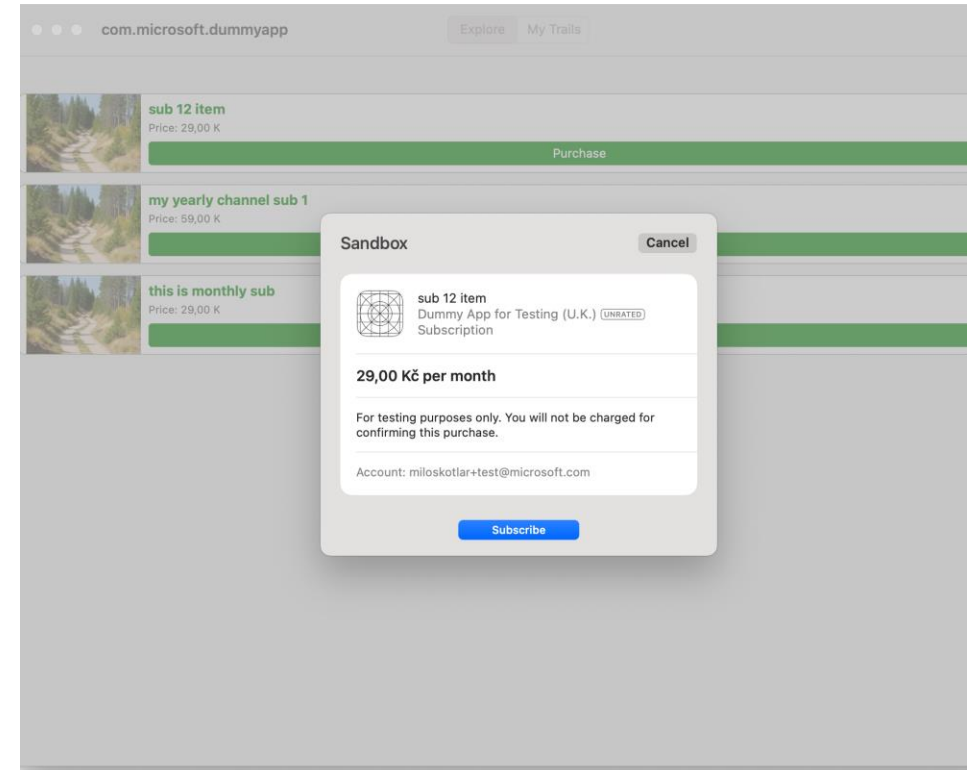 com.microsoft.dummyapp
Explore
My Trails
sub 12 item
Price: 29,00 K
Purchase
my yearly channel sub 1
Price: 59,00 K
this is monthly sub
Price: 29,00 K
Sandbox
Cancel
sub 12 item
Dummy App for Testing (U.K.) UNRATED
Subscription
29,00 Kč per month
For testing purposes only. You will not be charged for
confirming this purchase.
Account: miloskotlar+test@microsoft.com
Subscribe